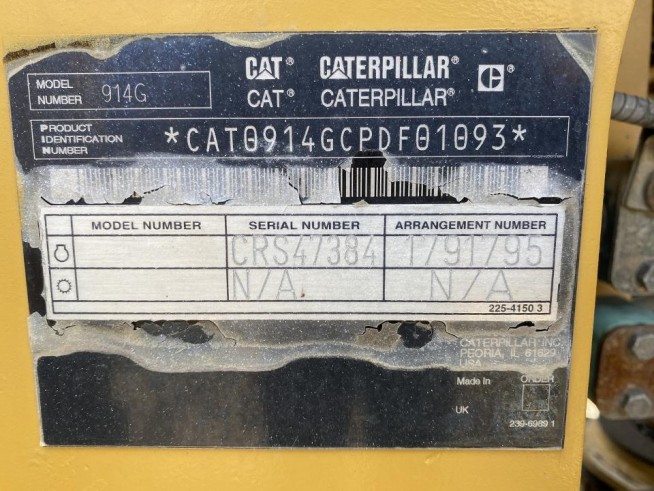 CAT® CATERPILLAR® C®
MODEL NUMBER 914G
CAT® CATERPILLAR®
PRODUCT IDENTIFICATION NUMBER *CAT0914GCPDF01093*
MODEL NUMBER SERIAL NUMBER ARRANGEMENT NUMBER
CRS47384 1791795
N/A N/A
225-4150 3
CATERPILLAR INC.
PEORIA, IL 61629
USA
Made In ORDER
UK
239-6969 1